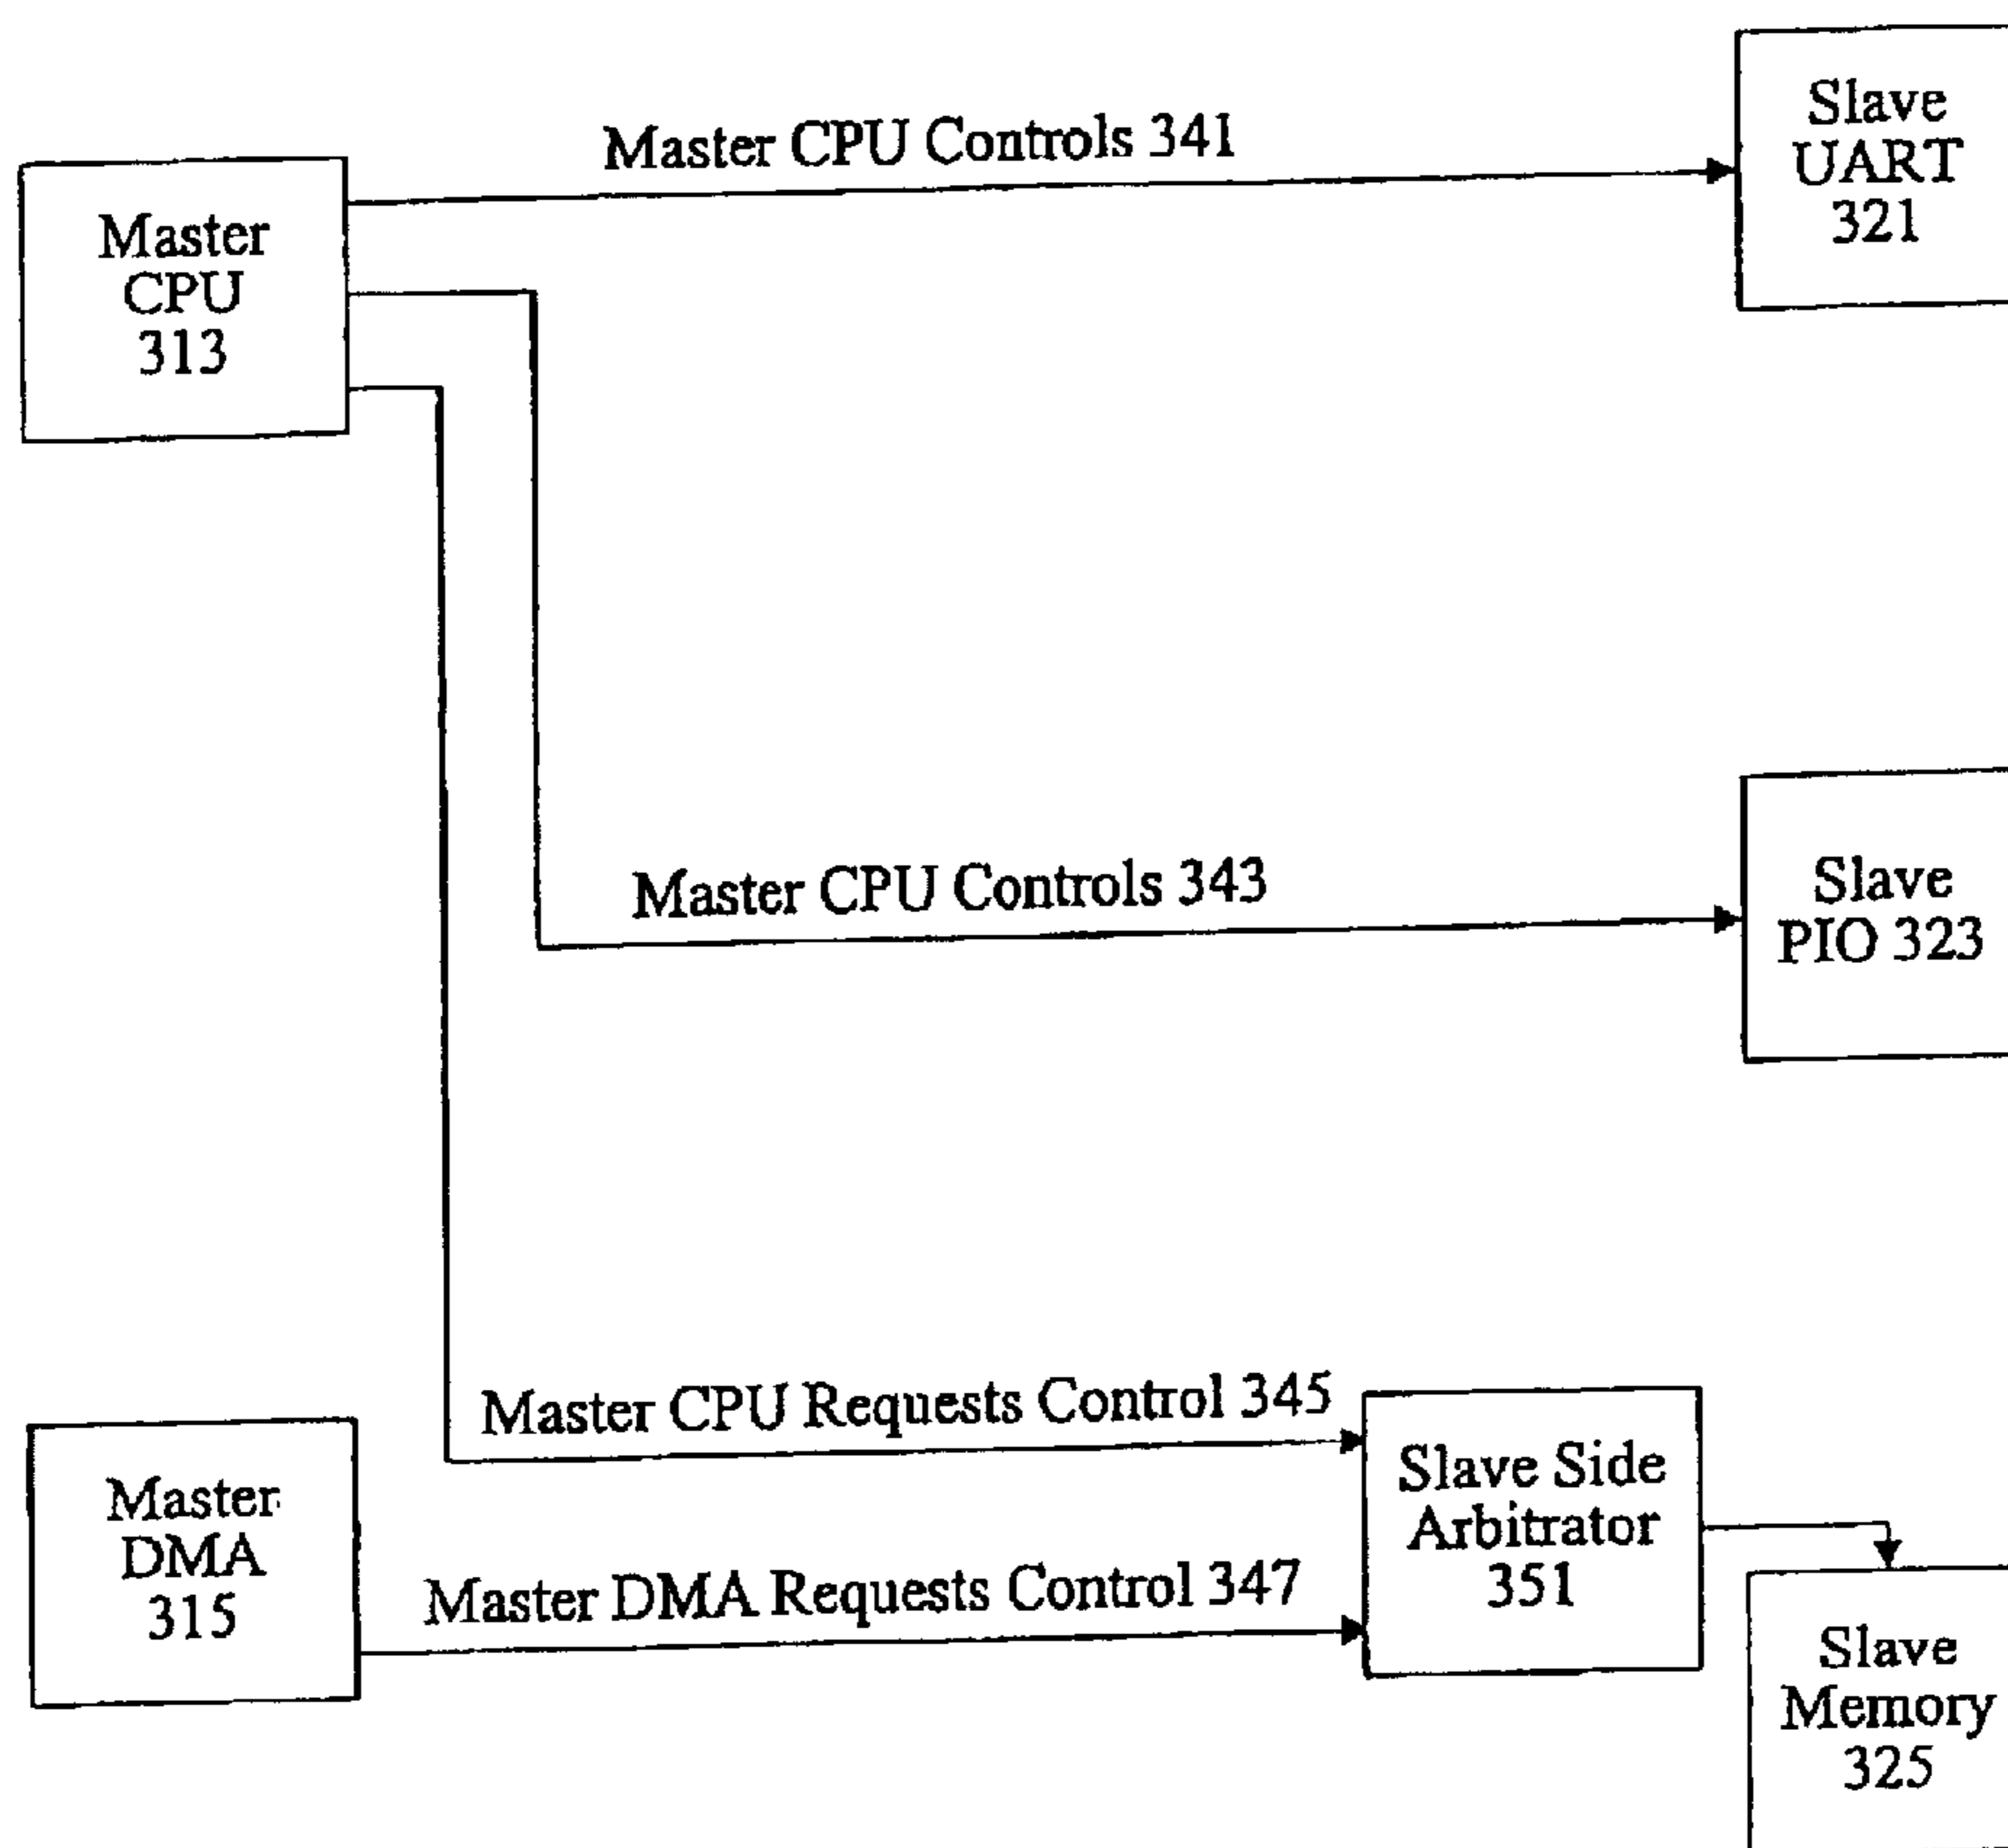 Master CPU Controls 341
Slave
UART
321
Master
CPU
313
Master CPU Controls 343
Slave
PIO 323
Master CPU Requests Control 345
Master
DMA
315
Slave Side
Arbitrator
351
Master DMA Requests Control 347
Slave
Memory
325